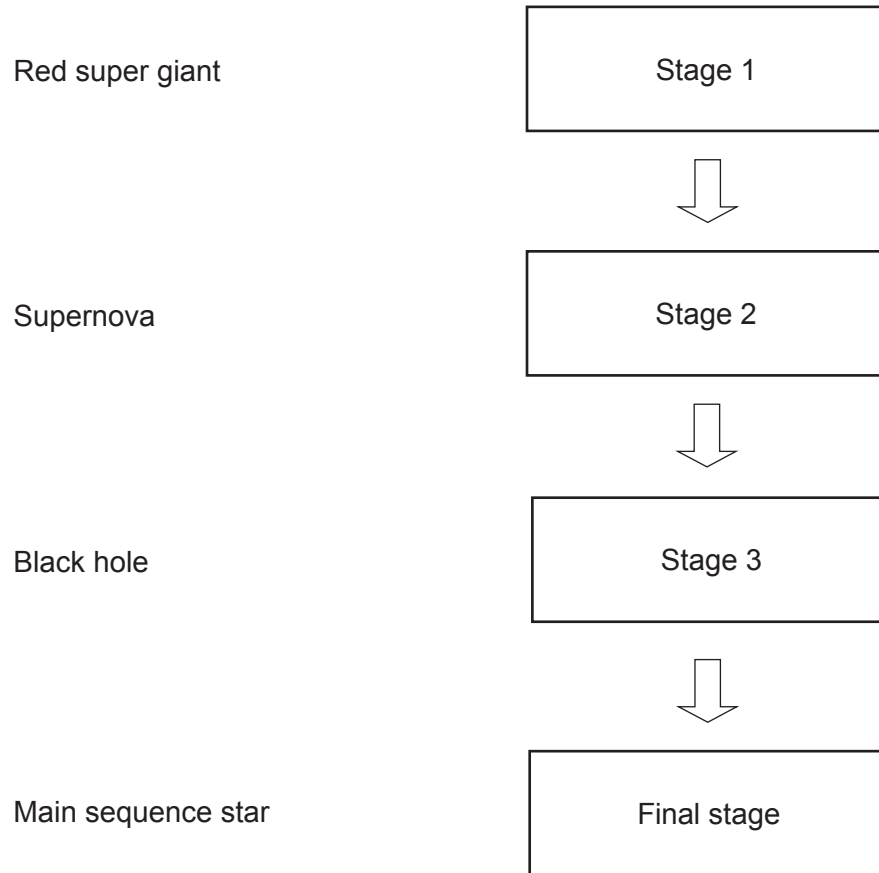 Red super giant
Stage 1
Supernova
Stage 2
Black hole
Stage 3
Main sequence star
Final stage